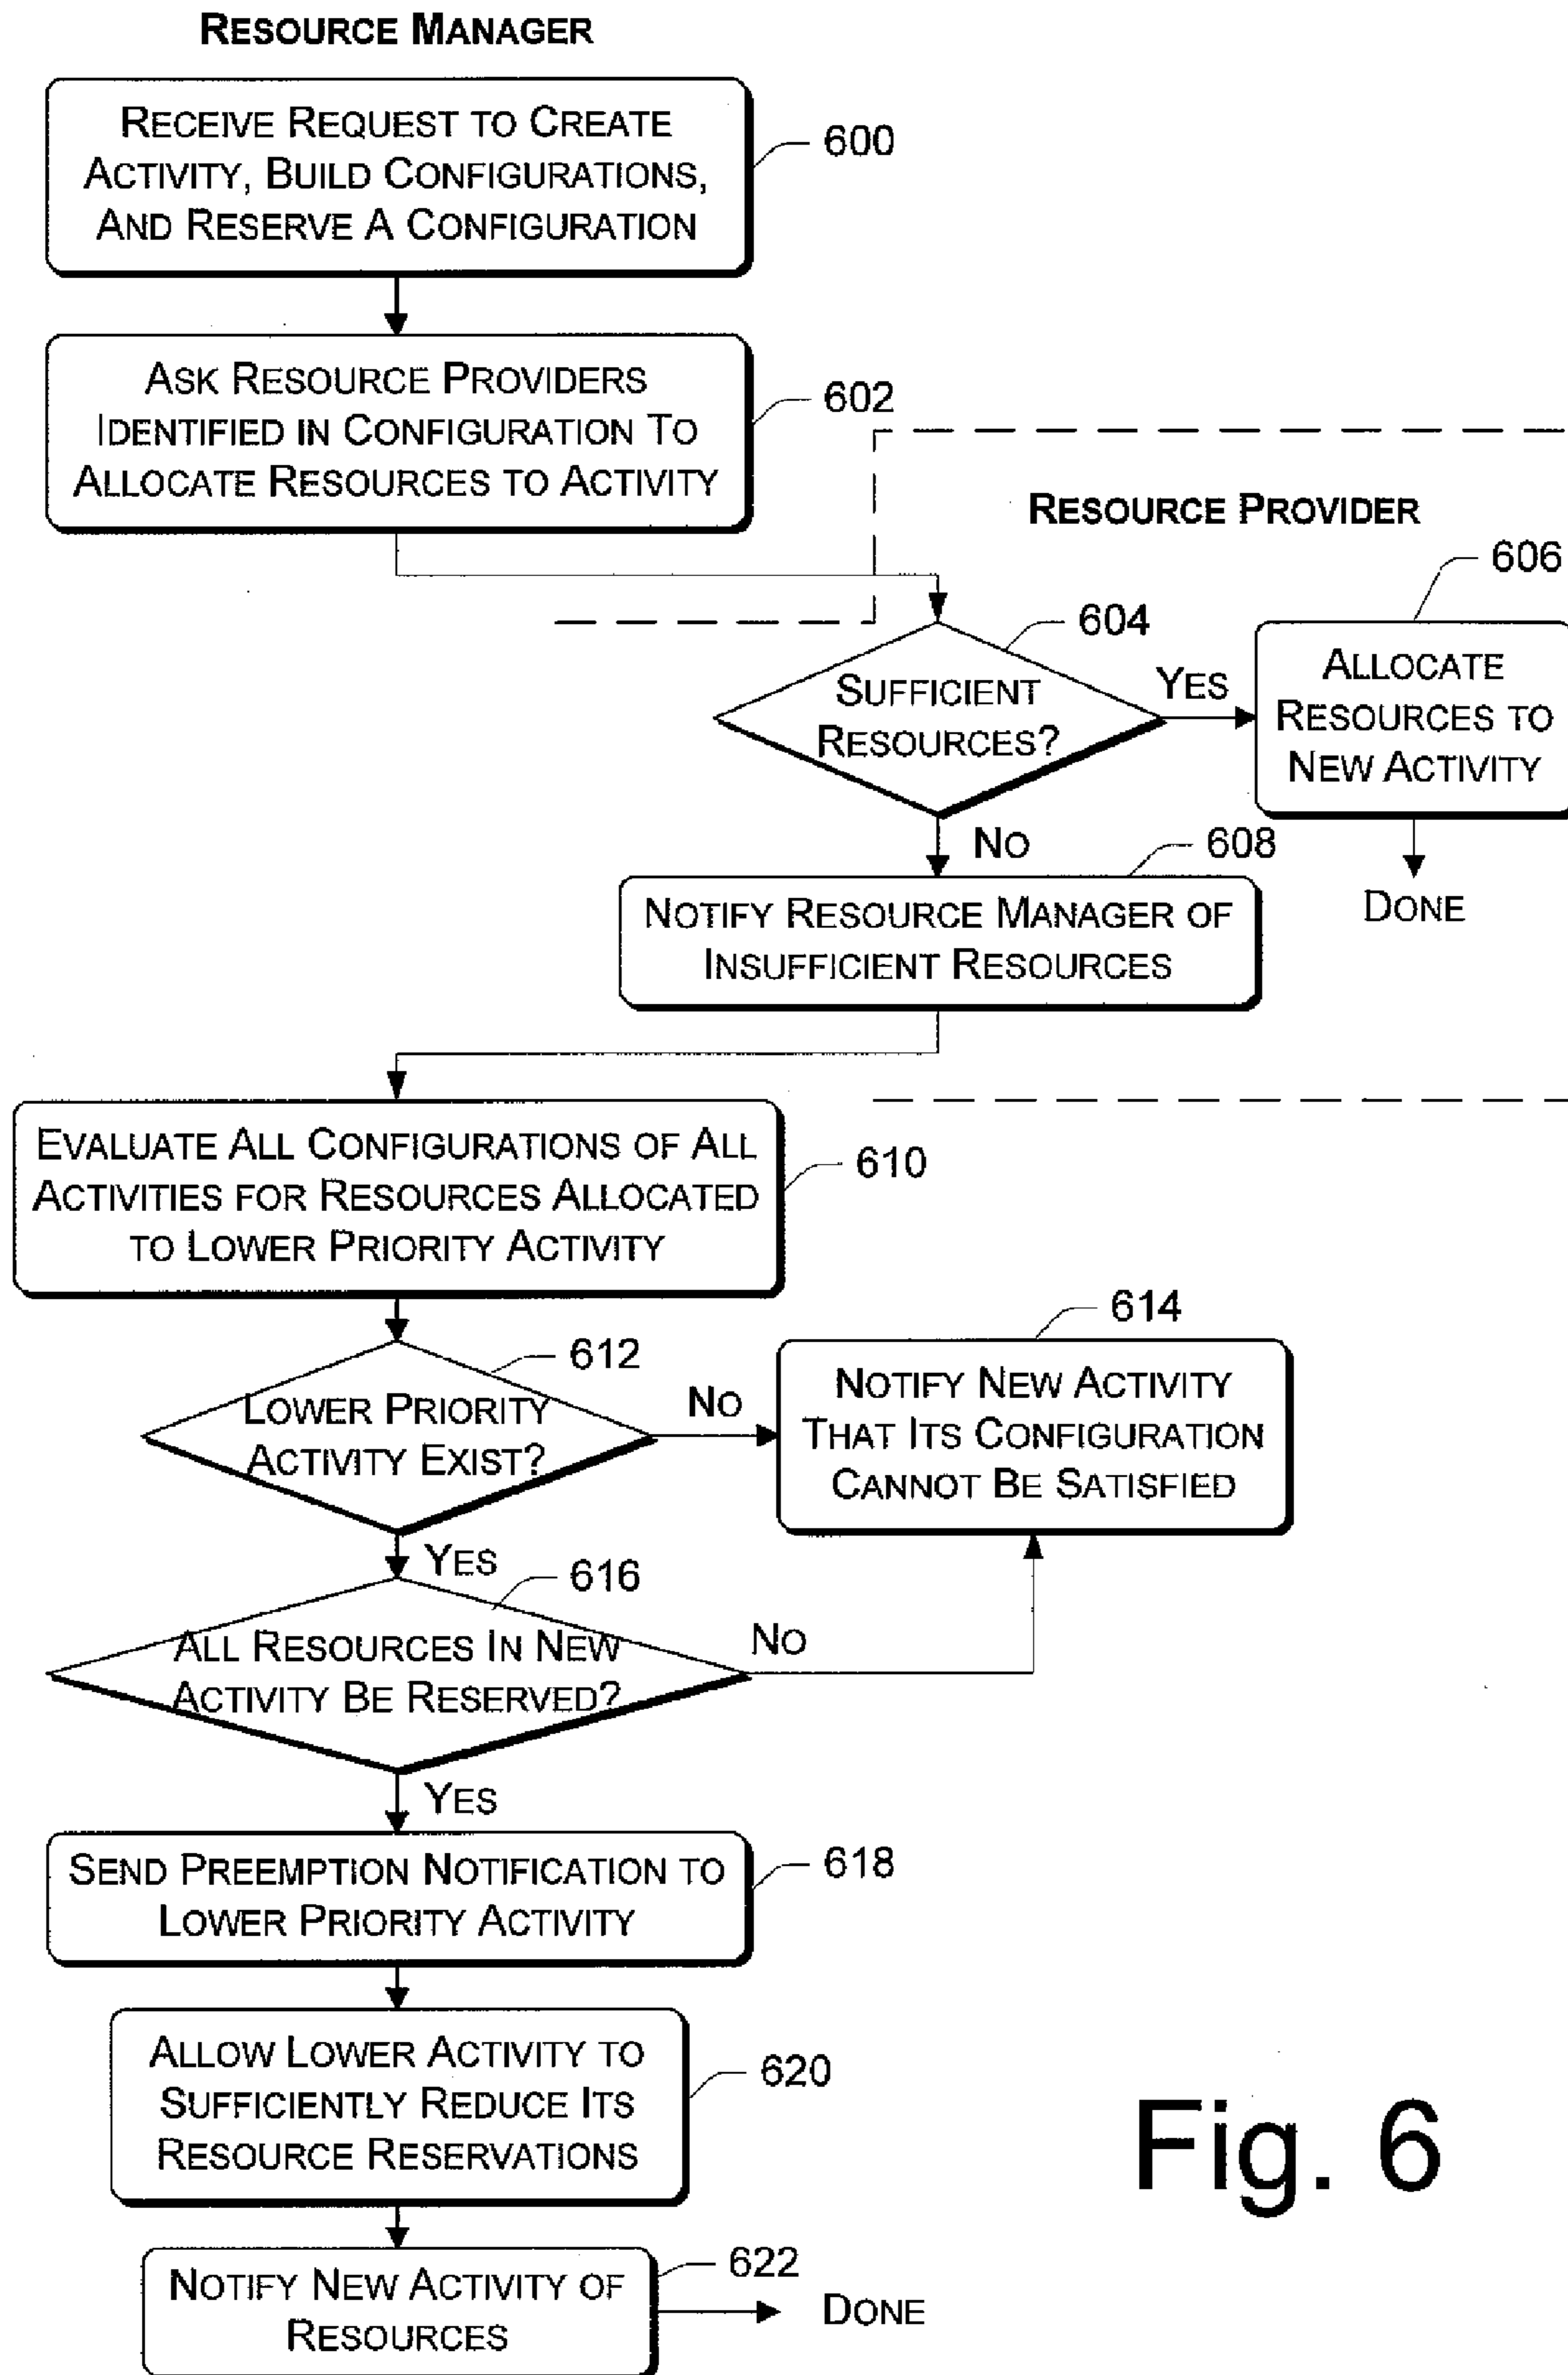 RESOURCE MANAGER
RECEIVE REQUEST TO CREATE
ACTIVITY, BUILD CONFIGURATIONS,
AND RESERVE A CONFIGURATION
600
ASK RESOURCE PROVIDERS
IDENTIFIED IN CONFIGURATION TO
ALLOCATE RESOURCES TO ACTIVITY
602
RESOURCE PROVIDER
606
604
SUFFICIENT
RESOURCES?
YES
ALLOCATE
RESOURCES TO
NEW ACTIVITY
NO
608
DONE
NOTIFY RESOURCE MANAGER OF
INSUFFICIENT RESOURCES
EVALUATE ALL CONFIGURATIONS OF ALL
ACTIVITIES FOR RESOURCES ALLOCATED
TO LOWER PRIORITY ACTIVITY
610
612
LOWER PRIORITY
ACTIVITY EXIST?
NO
614
NOTIFY NEW ACTIVITY
THAT ITS CONFIGURATION
CANNOT BE SATISFIED
YES
616
ALL RESOURCES IN NEW
ACTIVITY BE RESERVED?
NO
YES
SEND PREEMPTION NOTIFICATION TO
LOWER PRIORITY ACTIVITY
618
ALLOW LOWER ACTIVITY TO
SUFFICIENTLY REDUCE ITS
RESOURCE RESERVATIONS
620
NOTIFY NEW ACTIVITY OF
RESOURCES
622
DONE
Fig. 6